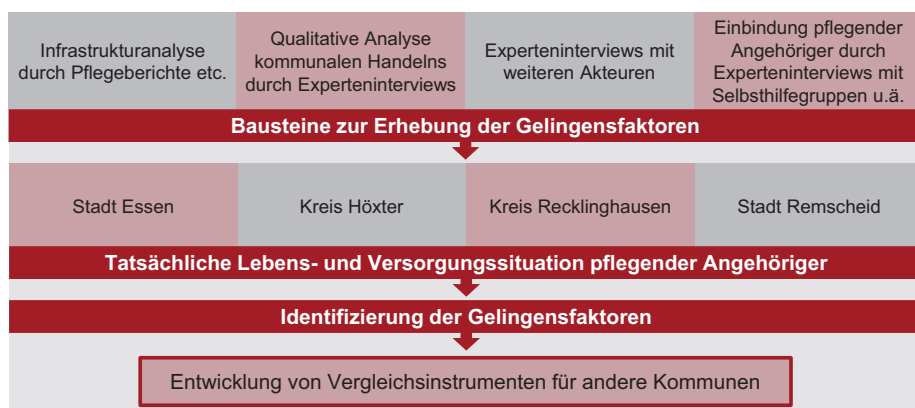 Infrastrukturanalyse
durch Pflegeberichte etc.
Qualitative Analyse
kommunalen Handelns
durch Experteninterviews
Experteninterviews mit
weiteren Akteuren
Einbindung pflegender
Angehöriger durch
Experteninterviews mit
Selbsthilfegruppen u.ä.
Bausteine zur Erhebung der Gelingensfaktoren
Stadt Essen
Kreis Höxter
Kreis Recklinghausen
Stadt Remscheid
Tatsächliche Lebens- und Versorgungssituation pflegender Angehöriger
Identifizierung der Gelingensfaktoren
Entwicklung von Vergleichsinstrumenten für andere Kommunen